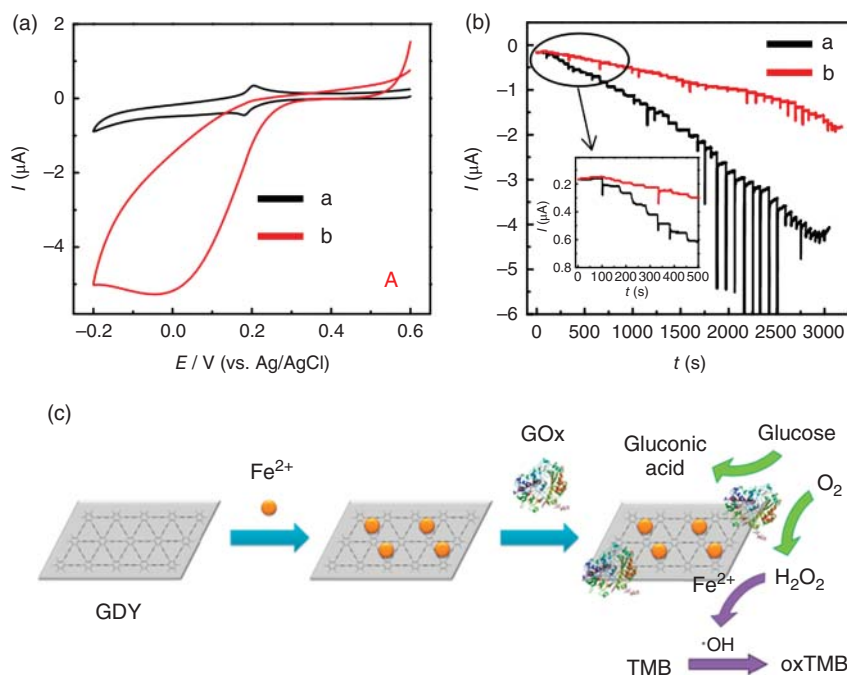 (a)
2
0
−2
−4
I (μA)
a
b
A
−0.2 0.0 0.2 0.4 0.6
E / V (vs. Ag/AgCl)
(b)
0
−1
−2
−3
−4
−5
−6
I (μA)
a
b
0.2
0.4
0.6
0.8
I (μA)
0 100 200 300 400 500
t (s)
0 500 1000 1500 2000 2500 3000
t (s)
(c)
GDY
Fe2+
GOx
Gluconic
acid
Glucose
O2
H2O2
Fe2+
·OH
TMB
oxTMB